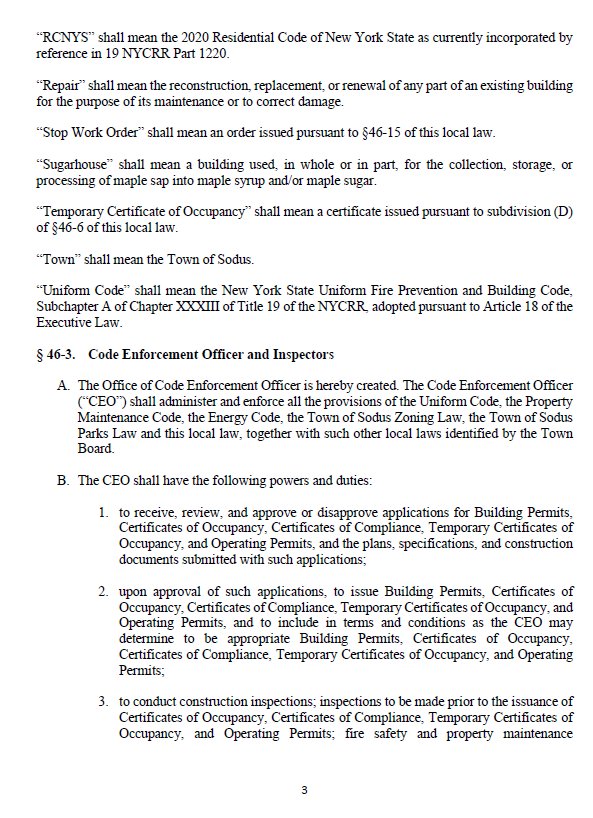 “RCNYS” shall mean the 2020 Residential Code of New York State as currently incorporated by
reference in 19 NYCRR Part 1220.
“Repair” shall mean the reconstruction, replacement, or renewal of any part of an existing building
for the purpose of its maintenance or to correct damage.
“Stop Work Order” shall mean an order issued pursuant to §46-15 of this local law.
“Sugarhouse” shall mean a building used, in whole or in part, for the collection, storage, or
processing of maple sap into maple syrup and/or maple sugar.
“Temporary Certificate of Occupancy” shall mean a certificate issued pursuant to subdivision (D)
of §46-6 of this local law.
“Town” shall mean the Town of Sodus.
“Uniform Code” shall mean the New York State Uniform Fire Prevention and Building Code,
Subchapter A of Chapter XXXIII of Title 19 of the NYCRR, adopted pursuant to Article 18 of the
Executive Law.
§ 46-3. Code Enforcement Officer and Inspectors
A. The Office of Code Enforcement Officer is hereby created. The Code Enforcement Officer
(“CEO”) shall administer and enforce all the provisions of the Uniform Code, the Property
Maintenance Code, the Energy Code, the Town of Sodus Zoning Law, the Town of Sodus
Parks Law and this local law, together with such other local laws identified by the Town
Board.
B. The CEO shall have the following powers and duties:
1. to receive, review, and approve or disapprove applications for Building Permits,
Certificates of Occupancy, Certificates of Compliance, Temporary Certificates of
Occupancy, and Operating Permits, and the plans, specifications, and construction
documents submitted with such applications;
2. upon approval of such applications, to issue Building Permits, Certificates of
Occupancy, Certificates of Compliance, Temporary Certificates of Occupancy, and
Operating Permits, and to include in terms and conditions as the CEO may
determine to be appropriate Building Permits, Certificates of Occupancy,
Certificates of Compliance, Temporary Certificates of Occupancy, and Operating
Permits;
3. to conduct construction inspections; inspections to be made prior to the issuance of
Certificates of Occupancy, Certificates of Compliance, Temporary Certificates of
Occupancy, and Operating Permits; fire safety and property maintenance
3